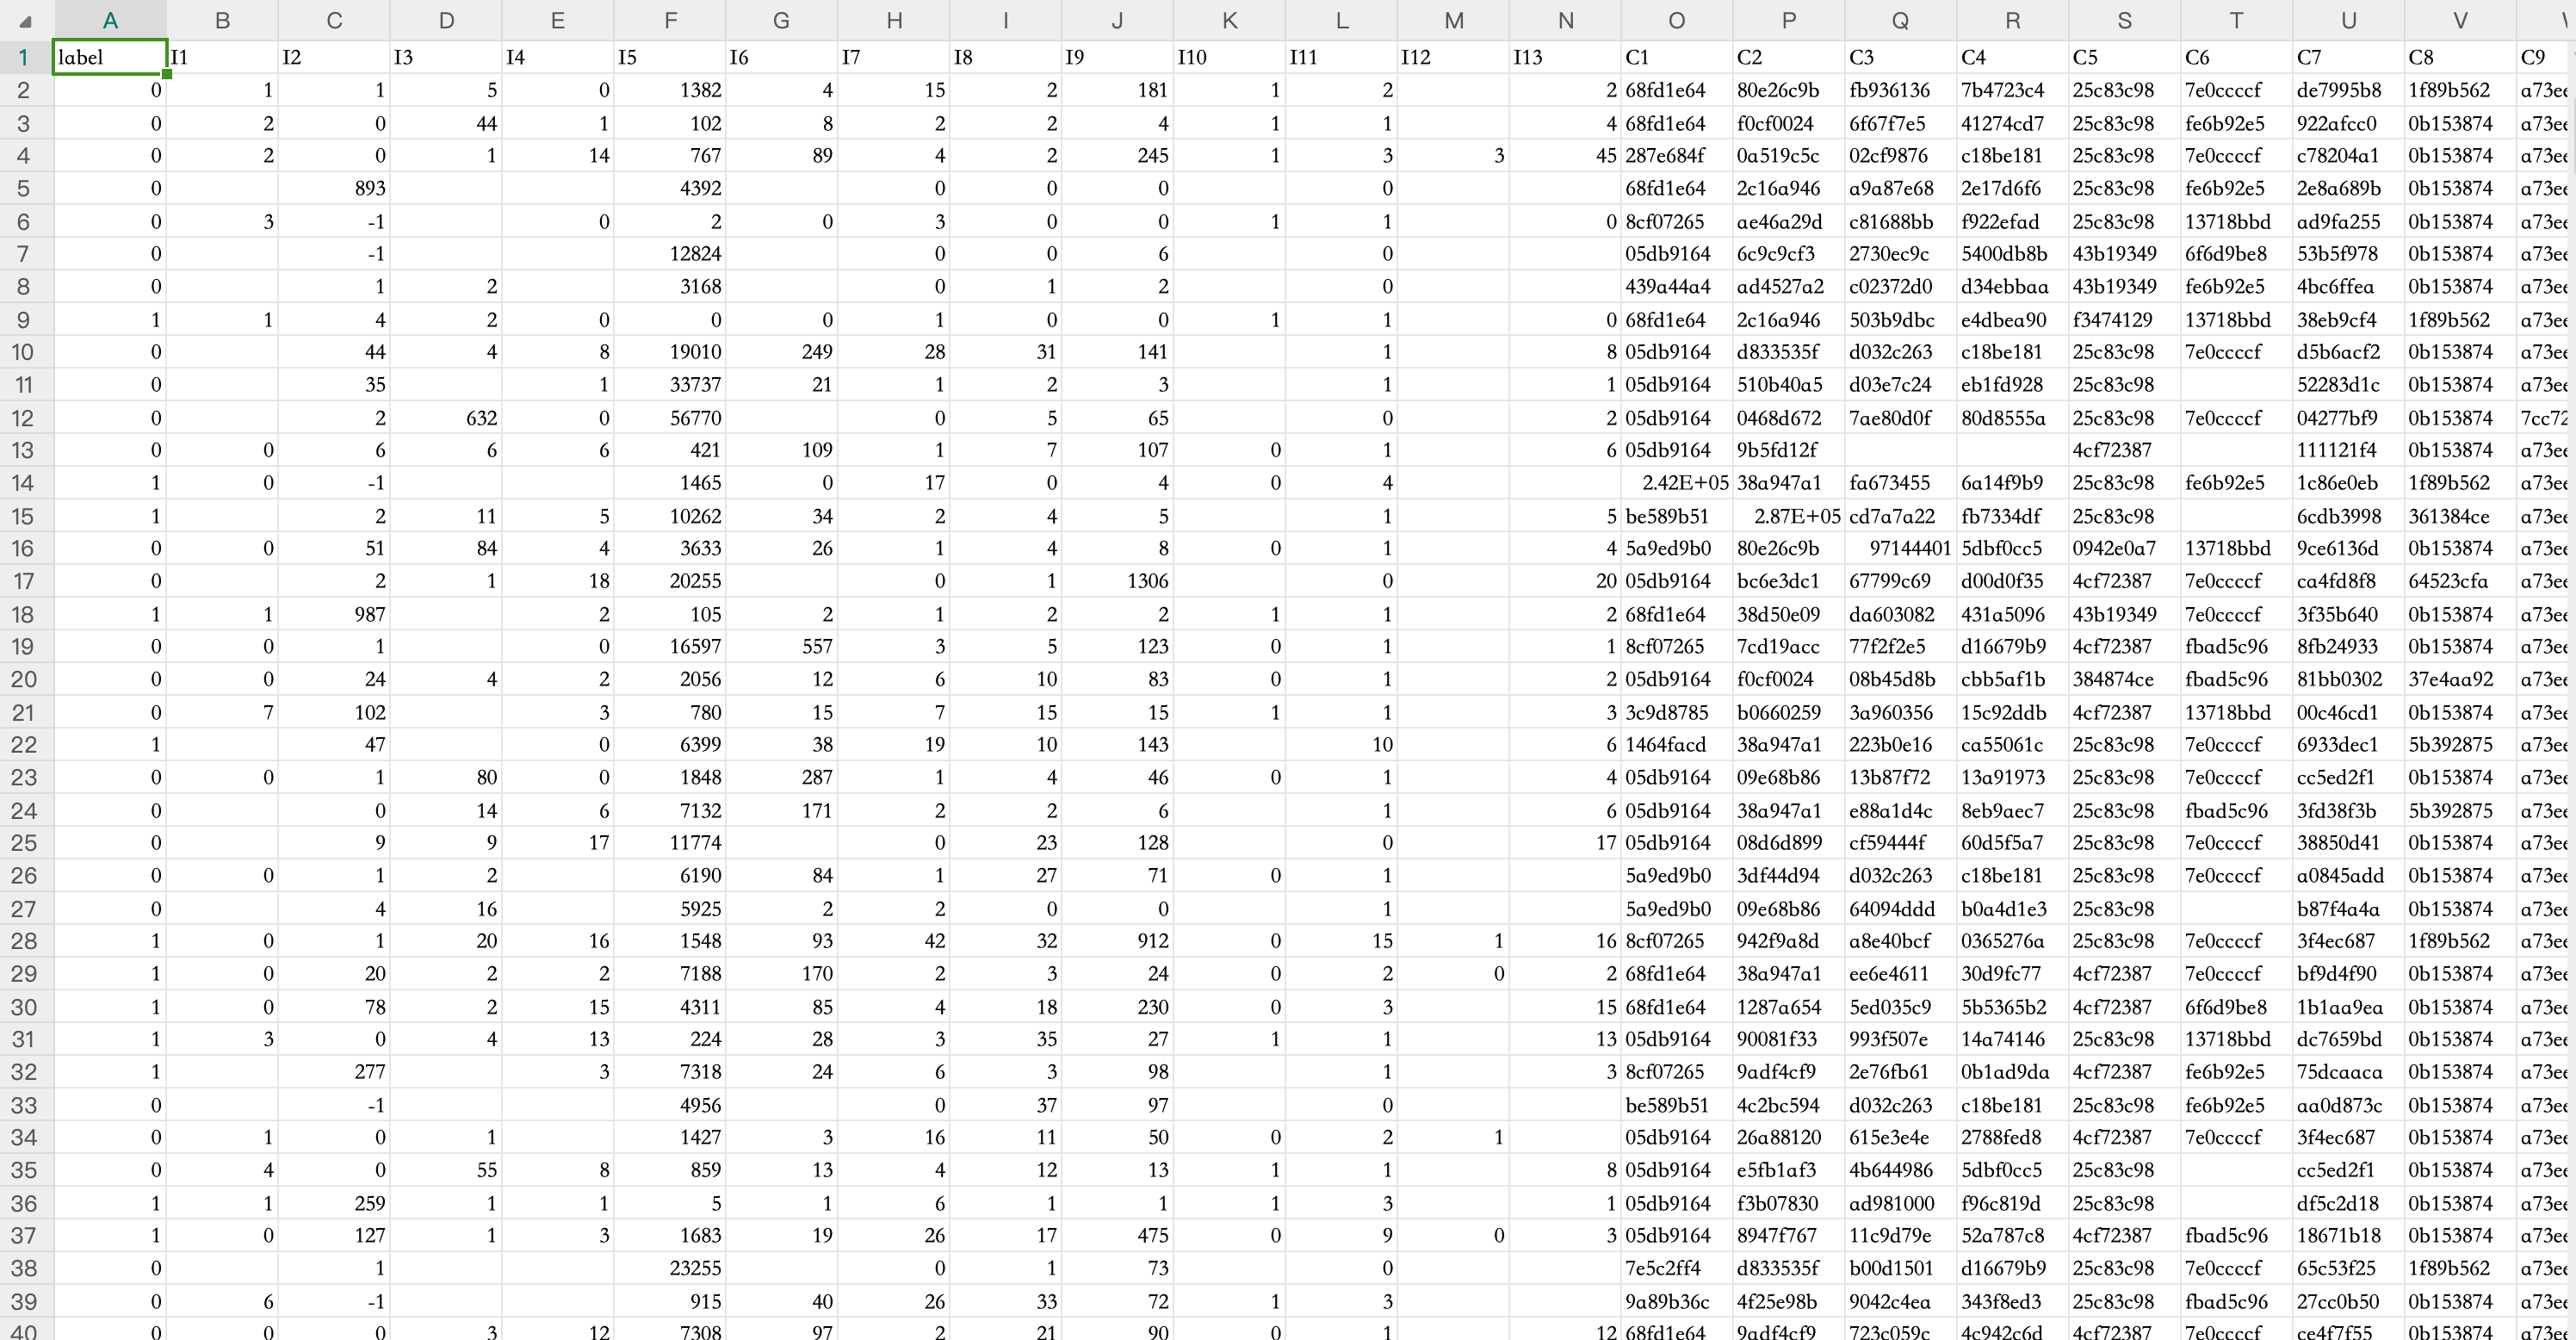 A B C D E F G H I J K L M N O P Q R S T U V
1 label I1 I2 I3 I4 I5 I6 I7 I8 I9 I10 I11 I12 I13 C1 C2 C3 C4 C5 C6 C7 C8 C9
2 0 1 1 5 0 1382 4 15 2 181 1 2 2 68fd1e64 80e26c9b fb936136 7b4723c4 25c83c98 7e0ccccf de7995b8 1f89b562 a73ee
3 0 2 0 44 1 102 8 2 2 4 1 1 4 68fd1e64 f0cf0024 6f67f7e5 41274cd7 25c83c98 fe6b92e5 922afcc0 0b153874 a73ee
4 0 2 0 1 14 767 89 4 2 245 1 3 3 45 287e684f 0a519c5c 02cf9876 c18be181 25c83c98 7e0ccccf c78204a1 0b153874 a73ee
5 0 893 4392 0 0 0 0 68fd1e64 2c16a946 a9a87e68 2e17d6f6 25c83c98 fe6b92e5 2e8a689b 0b153874 a73ee
6 0 3 -1 0 2 0 3 0 0 1 1 0 8cf07265 ae46a29d c81688bb f922efad 25c83c98 13718bbd ad9fa255 0b153874 a73ee
7 0 -1 12824 0 0 6 0 05db9164 6c9c9cf3 2730ec9c 5400db8b 43b19349 6f6d9be8 53b5f978 0b153874 a73ee
8 0 1 2 3168 0 1 2 0 439a44a4 ad4527a2 c02372d0 d34ebbaa 43b19349 fe6b92e5 4bc6ffea 0b153874 a73ee
9 1 1 4 2 0 0 0 1 0 0 1 1 0 68fd1e64 2c16a946 503b9dbc e4dbea90 f3474129 13718bbd 38eb9cf4 1f89b562 a73ee
10 0 44 4 8 19010 249 28 31 141 1 8 05db9164 d833535f d032c263 c18be181 25c83c98 7e0ccccf d5b6acf2 0b153874 a73ee
11 0 35 1 33737 21 1 2 3 1 1 05db9164 510b40a5 d03e7c24 eb1fd928 25c83c98 52283d1c 0b153874 a73ee
12 0 2 632 0 56770 0 5 65 0 2 05db9164 0468d672 7ae80d0f 80d8555a 25c83c98 7e0ccccf 04277bf9 0b153874 7cc72
13 0 0 6 6 6 421 109 1 7 107 0 1 6 05db9164 9b5fd12f 4cf72387 111121f4 0b153874 a73ee
14 1 0 -1 1465 0 17 0 4 0 4 2.42E+05 38a947a1 fa673455 6a14f9b9 25c83c98 fe6b92e5 1c86e0eb 1f89b562 a73ee
15 1 2 11 5 10262 34 2 4 5 1 5 be589b51 2.87E+05 cd7a7a22 fb7334df 25c83c98 6cdb3998 361384ce a73ee
16 0 0 51 84 4 3633 26 1 4 8 0 1 4 5a9ed9b0 80e26c9b 97144401 5dbf0cc5 0942e0a7 13718bbd 9ce6136d 0b153874 a73ee
17 0 2 1 18 20255 0 1 1306 0 20 05db9164 bc6e3dc1 67799c69 d00d0f35 4cf72387 7e0ccccf ca4fd8f8 64523cfa a73ee
18 1 1 987 2 105 2 1 2 2 1 1 2 68fd1e64 38d50e09 da603082 431a5096 43b19349 7e0ccccf 3f35b640 0b153874 a73ee
19 0 0 1 0 16597 557 3 5 123 0 1 1 8cf07265 7cd19acc 77f2f2e5 d16679b9 4cf72387 fbad5c96 8fb24933 0b153874 a73ee
20 0 0 24 4 2 2056 12 6 10 83 0 1 2 05db9164 f0cf0024 08b45d8b cbb5af1b 384874ce fbad5c96 81bb0302 37e4aa92 a73ee
21 0 7 102 3 780 15 7 15 15 1 1 3 3c9d8785 b0660259 3a960356 15c92ddb 4cf72387 13718bbd 00c46cd1 0b153874 a73ee
22 1 47 0 6399 38 19 10 143 10 6 1464facd 38a947a1 223b0e16 ca55061c 25c83c98 7e0ccccf 6933dec1 5b392875 a73ee
23 0 0 1 80 0 1848 287 1 4 46 0 1 4 05db9164 09e68b86 13b87f72 13a91973 25c83c98 7e0ccccf cc5ed2f1 0b153874 a73ee
24 0 0 14 6 7132 171 2 2 6 1 6 05db9164 38a947a1 e88a1d4c 8eb9aec7 25c83c98 fbad5c96 3fd38f3b 5b392875 a73ee
25 0 9 9 17 11774 0 23 128 0 17 05db9164 08d6d899 cf59444f 60d5f5a7 25c83c98 7e0ccccf 38850d41 0b153874 a73ee
26 0 0 1 2 6190 84 1 27 71 0 1 5a9ed9b0 3df44d94 d032c263 c18be181 25c83c98 7e0ccccf a0845add 0b153874 a73ee
27 0 4 16 5925 2 2 0 0 1 5a9ed9b0 09e68b86 64094ddd b0a4d1e3 25c83c98 b87f4a4a 0b153874 a73ee
28 1 0 1 20 16 1548 93 42 32 912 0 15 1 16 8cf07265 942f9a8d a8e40bcf 0365276a 25c83c98 7e0ccccf 3f4ec687 1f89b562 a73ee
29 1 0 20 2 2 7188 170 2 3 24 0 2 0 2 68fd1e64 38a947a1 ee6e4611 30d9fc77 4cf72387 7e0ccccf bf9d4f90 0b153874 a73ee
30 1 0 78 2 15 4311 85 4 18 230 0 3 15 68fd1e64 1287a654 5ed035c9 5b5365b2 4cf72387 6f6d9be8 1b1aa9ea 0b153874 a73ee
31 1 3 0 4 13 224 28 3 35 27 1 1 13 05db9164 90081f33 993f507e 14a74146 25c83c98 13718bbd dc7659bd 0b153874 a73ee
32 1 277 3 7318 24 6 3 98 1 3 8cf07265 9adf4cf9 2e76fb61 0b1ad9da 4cf72387 fe6b92e5 75dcaaca 0b153874 a73ee
33 0 -1 4956 0 37 97 0 be589b51 4c2bc594 d032c263 c18be181 25c83c98 fe6b92e5 aa0d873c 0b153874 a73ee
34 0 1 0 1 1427 3 16 11 50 0 2 1 05db9164 26a88120 615e3e4e 2788fed8 4cf72387 7e0ccccf 3f4ec687 0b153874 a73ee
35 0 4 0 55 8 859 13 4 12 13 1 1 8 05db9164 e5fb1af3 4b644986 5dbf0cc5 25c83c98 cc5ed2f1 0b153874 a73ee
36 1 1 259 1 1 5 1 6 1 1 1 3 1 05db9164 f3b07830 ad981000 f96c819d 25c83c98 df5c2d18 0b153874 a73ee
37 1 0 127 1 3 1683 19 26 17 475 0 9 0 3 05db9164 8947f767 11c9d79e 52a787c8 4cf72387 fbad5c96 18671b18 0b153874 a73ee
38 0 1 23255 0 1 73 0 7e5c2ff4 d833535f b00d1501 d16679b9 25c83c98 7e0ccccf 65c53f25 1f89b562 a73ee
39 0 6 -1 915 40 26 33 72 1 3 9a89b36c 4f25e98b 9042c4ea 343f8ed3 25c83c98 fbad5c96 27cc0b50 0b153874 a73ee
40 0 0 0 3 12 7308 97 2 21 90 0 1 12 68fd1e64 9adf4cf9 723c059c 4c942c6d 4cf72387 7e0ccccf ce4f7f55 0b153874 a73ee